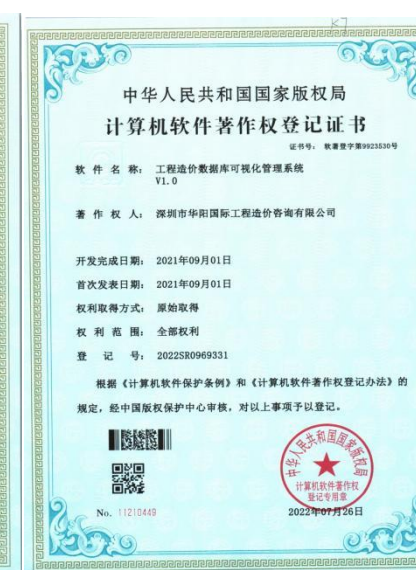 KJ
中华人民共和国国家版权局
计算机软件著作权登记证书
证书号: 软著登字第9923530号
软件名称: 工程造价数据库可视化管理系统
V1.0
著作权人: 深圳市华阳国际工程造价咨询有限公司
开发完成日期: 2021年09月01日
首次发表日期: 2021年09月01日
权利取得方式: 原始取得
权利范围: 全部权利
登记号: 2022SR0969331
根据《计算机软件保护条例》和《计算机软件著作权登记办法》的
规定,经中国版权保护中心审核,对以上事项予以登记。
中华人民共和国国家版权局
计算机软件著作权
登记专用章
No. 11210449
2022年07月26日